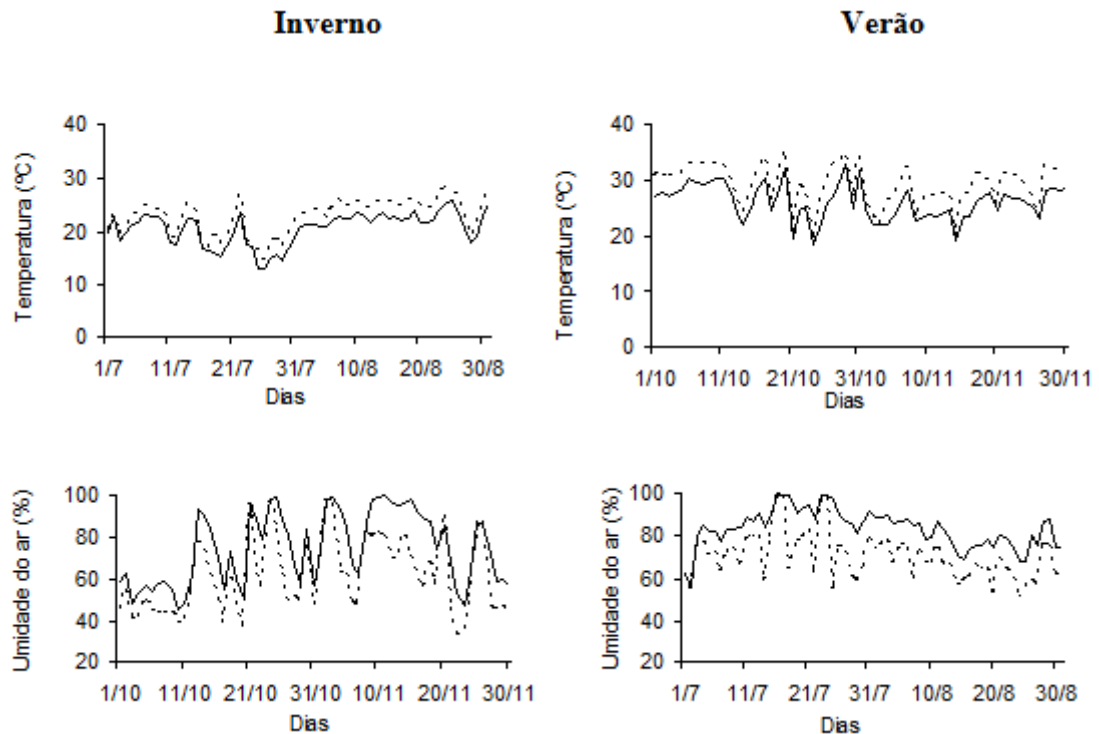 Inverno
Verão
Temperatura (ºC)
40
30
20
10
0
1/7 11/7 21/7 31/7 10/8 20/8 30/8
Dias
Temperatura (ºC)
40
30
20
10
0
1/10 11/10 21/10 31/10 10/11 20/11 30/11
Dias
Umidade do ar (%)
100
80
60
40
20
1/10 11/10 21/10 31/10 10/11 20/11 30/11
Dias
Umidade do ar (%)
100
80
60
40
20
1/7 11/7 21/7 31/7 10/8 20/8 30/8
Dias